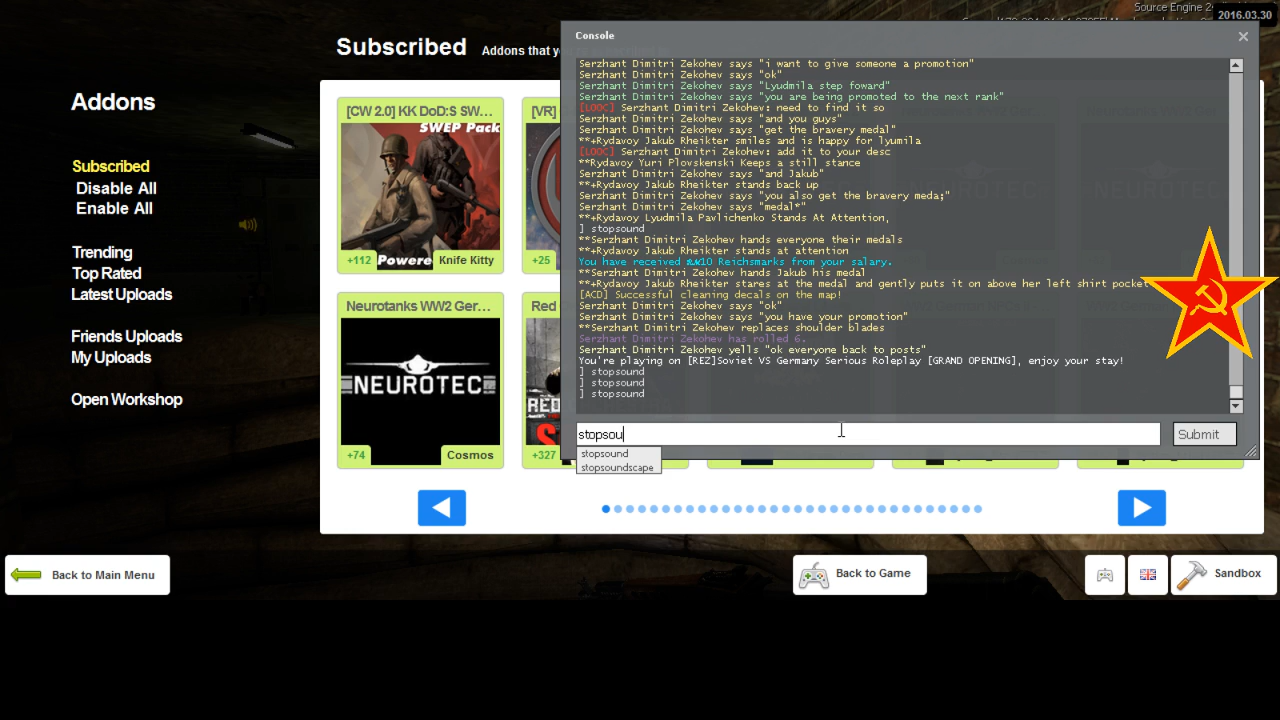 Source Engine 2
2016.03.30
Subscribed
Addons that y
Addons
Subscribed
Disable All
Enable All
Trending
Top Rated
Latest Uploads
Friends Uploads
My Uploads
Open Workshop
[CW 2.0] KK DoD:S SW...
SWEP Pack
+112
Powere
Knife Kitty
[VR]
+25
Neurotanks WW2 Ger...
NEUROTEC
+74
Cosmos
Red
RED
+327
Console
Serzhant Dimitri Zekohev says "i want to give someone a promotion"
Serzhant Dimitri Zekohev says "ok"
Serzhant Dimitri Zekohev says "Lyudmila step foward"
Serzhant Dimitri Zekohev says "you are being promoted to the next rank"
[LOOC] Serzhant Dimitri Zekohev: need to find it so
Serzhant Dimitri Zekohev says "and you guys"
Serzhant Dimitri Zekohev says "get the bravery medal"
**+Rydavoy Jakub Rheikter smiles and is happy for lyumila
[LOOC] Serzhant Dimitri Zekohev: add it to your desc
**Rydavoy Yuri Plovskenski Keeps a still stance
Serzhant Dimitri Zekohev says "and Jakub"
**+Rydavoy Jakub Rheikter stands back up
Serzhant Dimitri Zekohev says "you also get the bravery meda;"
Serzhant Dimitri Zekohev says "medal*"
**+Rydavoy Lyudmila Pavlichenko Stands At Attention,
] stopsound
**Serzhant Dimitri Zekohev hands everyone their medals
**+Rydavoy Jakub Rheikter stands at attention
You have received 10 Reichsmarks from your salary.
**Serzhant Dimitri Zekohev hands Jakub his medal
**+Rydavoy Jakub Rheikter stares at the medal and gently puts it on above her left shirt pocket
[ACD] Successful cleaning decals on the map!
Serzhant Dimitri Zekohev says "ok"
Serzhant Dimitri Zekohev says "you have your promotion"
**Serzhant Dimitri Zekohev replaces shoulder blades
Serzhant Dimitri Zekohev has rolled 6.
Serzhant Dimitri Zekohev yells "ok everyone back to posts"
You're playing on [REZ]Soviet VS Germany Serious Roleplay [GRAND OPENING], enjoy your stay!
] stopsound
] stopsound
] stopsound
stopsou
Submit
stopsound
stopsoundscape
Back to Main Menu
Back to Game
Sandbox